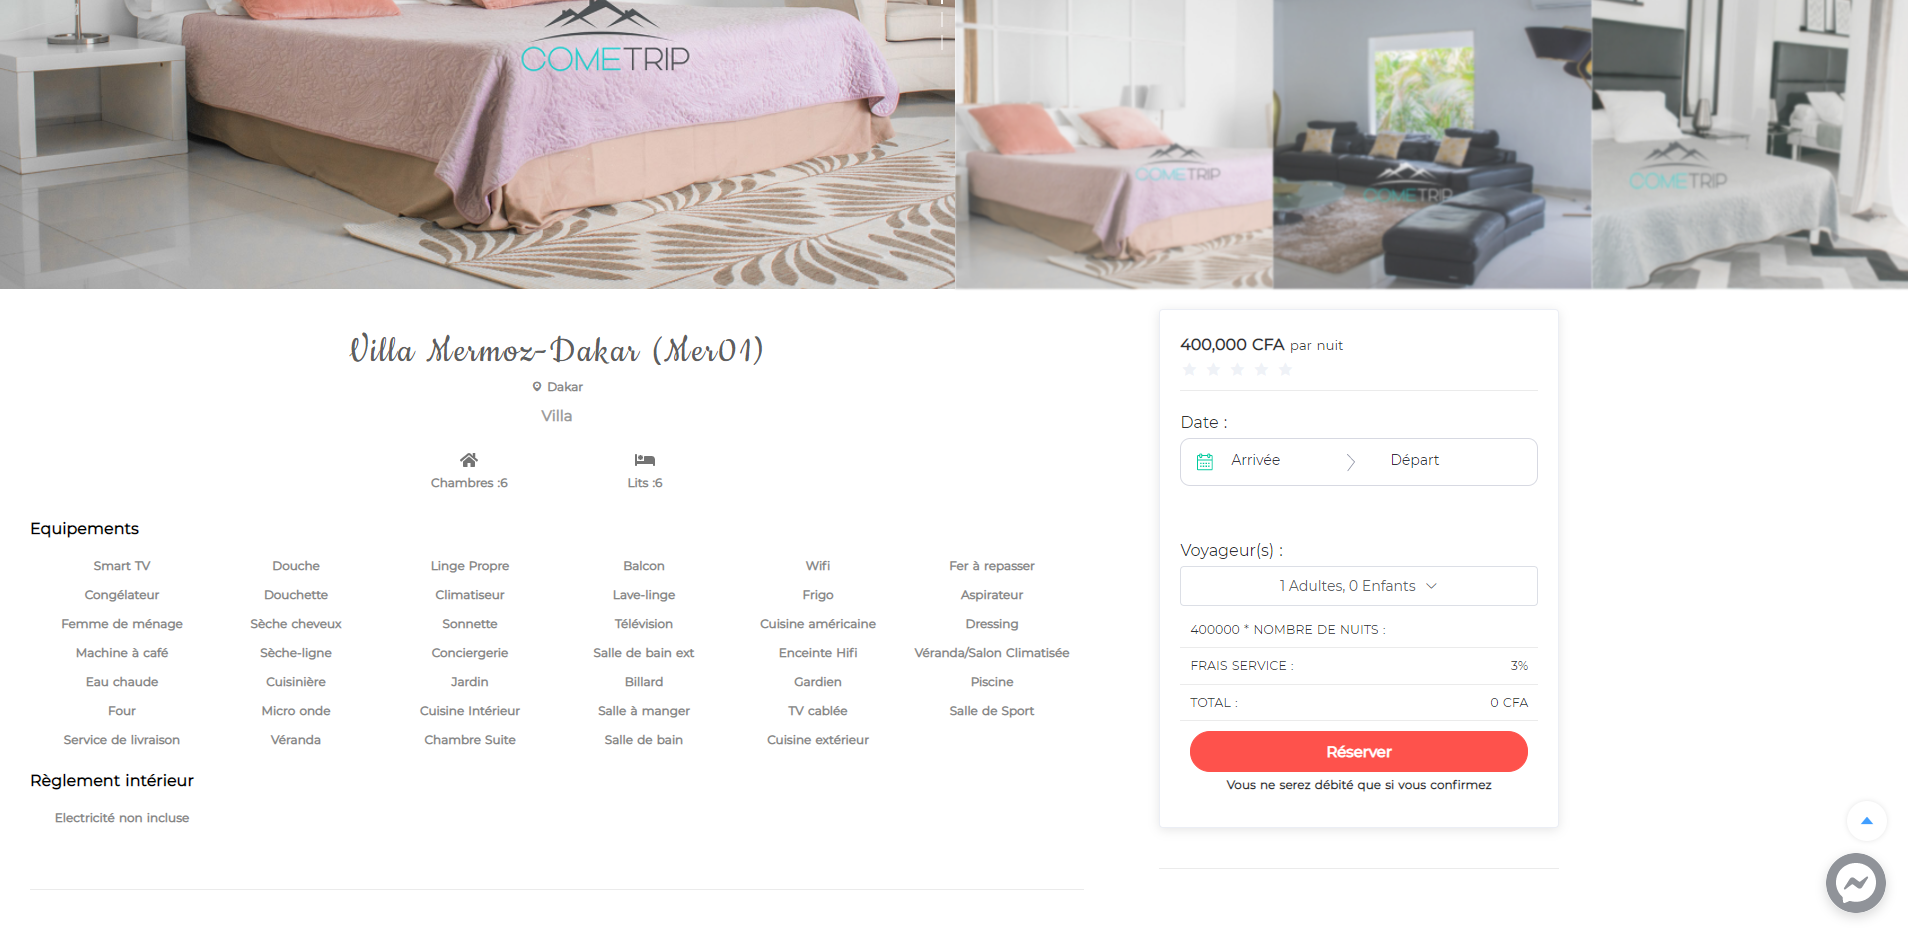 COMETRIP
COMETRIP
COMETRIP
COMETRIP
Villa Mermoz-Dakar (Mer01)
Dakar
Villa
Chambres :6
Lits :6
Equipements
Smart TV Douche Linge Propre Balcon Wifi Fer à repasser
Congélateur Douchette Climatiseur Lave-linge Frigo Aspirateur
Femme de ménage Sèche cheveux Sonnette Télévision Cuisine américaine Dressing
Machine à café Sèche-ligne Conciergerie Salle de bain ext Enceinte Hifi Véranda/Salon Climatisée
Eau chaude Cuisinière Jardin Billard Gardien Piscine
Four Micro onde Cuisine Intérieur Salle à manger TV cablée Salle de Sport
Service de livraison Véranda Chambre Suite Salle de bain Cuisine extérieur
Règlement intérieur
Electricité non incluse
400,000 CFA par nuit
Date :
Arrivée Départ
Voyageur(s) :
1 Adultes, 0 Enfants
400000 * NOMBRE DE NUITS :
FRAIS SERVICE : 3%
TOTAL : 0 CFA
Réserver
Vous ne serez débité que si vous confirmez